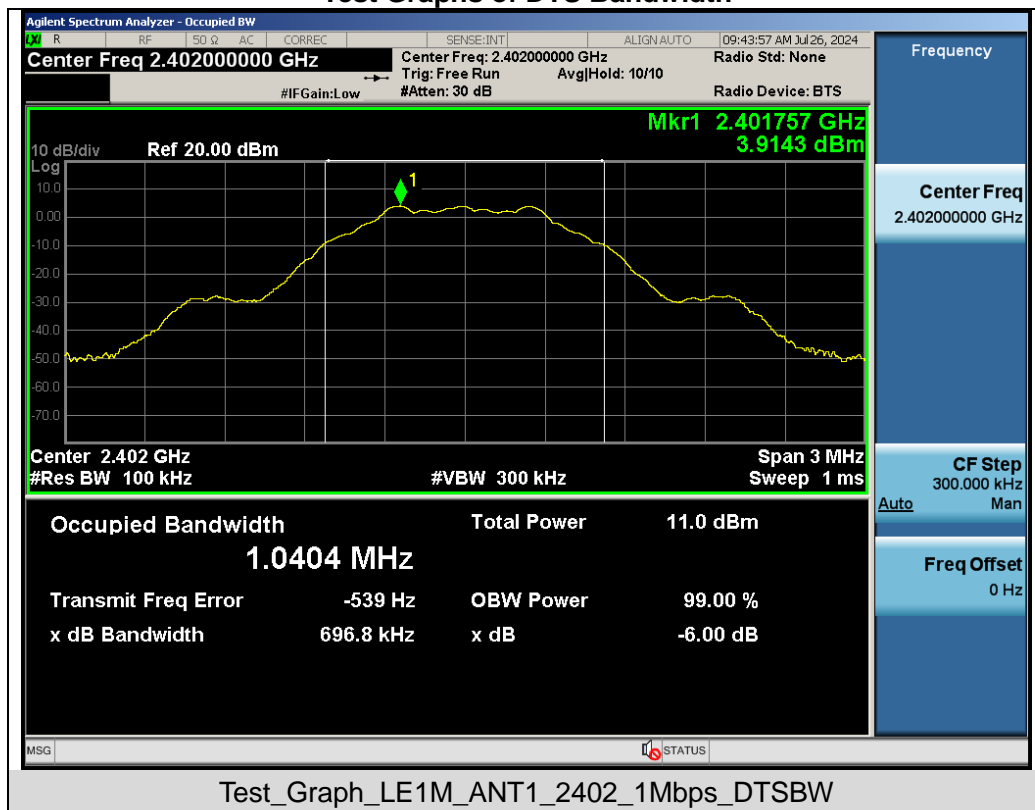 Test Graphs of DTS Bandwidth
Agilent Spectrum Analyzer - Occupied BW
LXI R RF 50 Ω AC CORREC SENSE:INT ALIGN AUTO 09:43:57 AM Jul 26, 2024
Center Freq 2.402000000 GHz
Center Freq: 2.402000000 GHz
Radio Std: None
Trig: Free Run Avg|Hold: 10/10
#IFGain:Low #Atten: 30 dB Radio Device: BTS
Frequency
Mkr1 2.401757 GHz
3.9143 dBm
10 dB/div Ref 20.00 dBm
Log
10.0
0.00
-10.0
-20.0
-30.0
-40.0
-50.0
-60.0
-70.0
1
Center 2.402 GHz Span 3 MHz
#Res BW 100 kHz #VBW 300 kHz Sweep 1 ms
Center Freq
2.402000000 GHz
CF Step
300.000 kHz
Auto Man
Freq Offset
0 Hz
Occupied Bandwidth Total Power 11.0 dBm
1.0404 MHz
Transmit Freq Error -539 Hz OBW Power 99.00 %
x dB Bandwidth 696.8 kHz x dB -6.00 dB
MSG STATUS
Test_Graph_LE1M_ANT1_2402_1Mbps_DTSBW